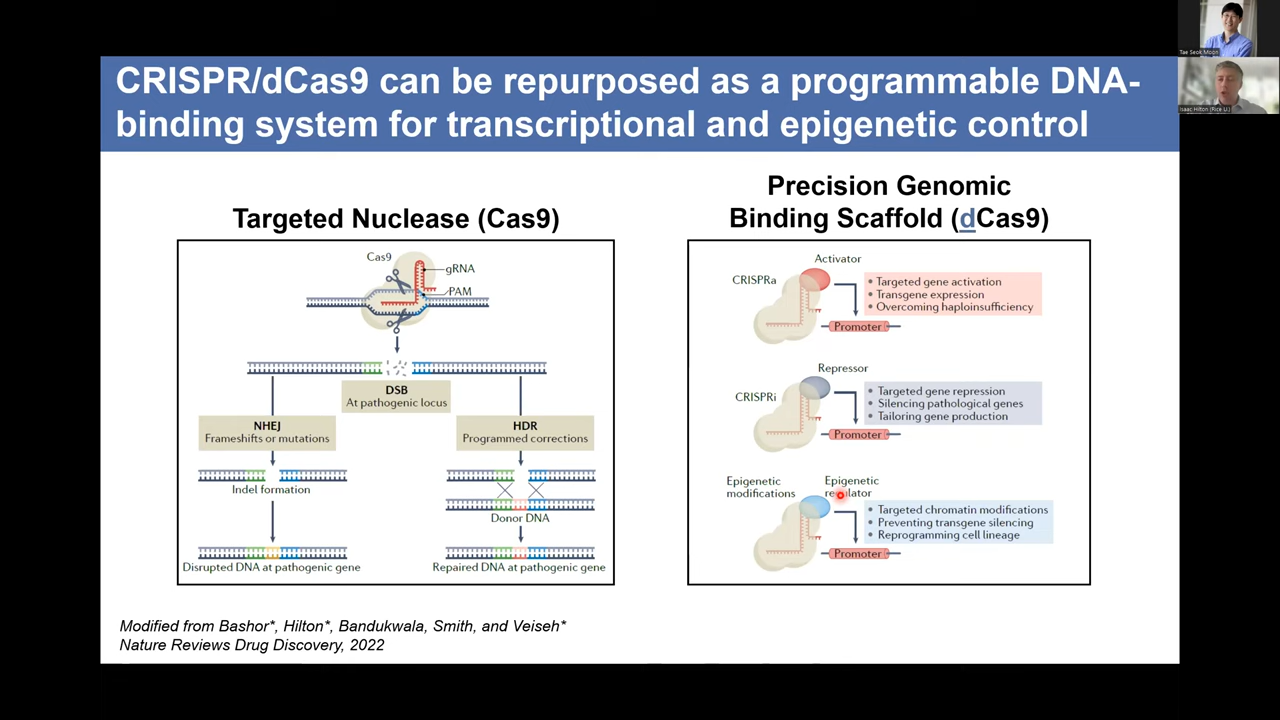 CRISPR/dCas9 can be repurposed as a programmable DNA-
binding system for transcriptional and epigenetic control
Tae Seok Moon
Isaac Hilton (Rice U.)
Targeted Nuclease (Cas9)
Cas9
gRNA
PAM
DSB
At pathogenic locus
NHEJ
Frameshifts or mutations
HDR
Programmed corrections
Indel formation
Donor DNA
Disrupted DNA at pathogenic gene
Repaired DNA at pathogenic gene
Precision Genomic
Binding Scaffold (dCas9)
Activator
CRISPRa
• Targeted gene activation
• Transgene expression
• Overcoming haploinsufficiency
Promoter
Repressor
CRISPRi
• Targeted gene repression
• Silencing pathological genes
• Tailoring gene production
Promoter
Epigenetic
modifications
Epigenetic
regulator
• Targeted chromatin modifications
• Preventing transgene silencing
• Reprogramming cell lineage
Promoter
Modified from Bashor*, Hilton*, Bandukwala, Smith, and Veiseh*
Nature Reviews Drug Discovery, 2022